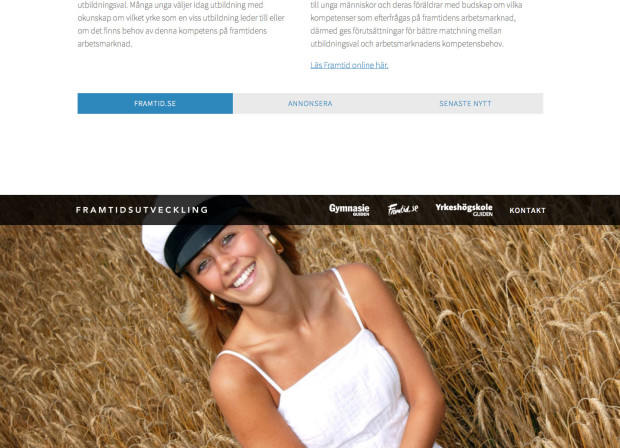 utbildningsval. Många unga väljer idag utbildning med
okunskap om vilket yrke som en viss utbildning leder till eller
om det finns behov av denna kompetens på framtidens
arbetsmarknad.
till unga människor och deras föräldrar med budskap om vilka
kompetenser som efterfrågas på framtidens arbetsmarknad,
därmed ges förutsättningar för bättre matchning mellan
utbildningsval och arbetsmarknadens kompetensbehov.
Läs Framtid online här.
FRAMTID.SE
ANNONSERA
SENASTE NYTT
FRAMTIDSUTVECKLING
Gymnasie
GUIDEN
Framtid.se
Yrkeshögskole
GUIDEN
KONTAKT